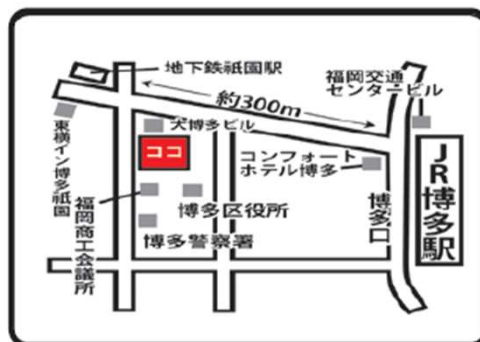 地下鉄祇園駅
福岡交通
センタービル
約300m
東横イン博多祇園
大博多ビル
ココ
コンフォート
ホテル博多
JR博多駅
博多口
福岡商工会議所
博多区役所
博多警察署